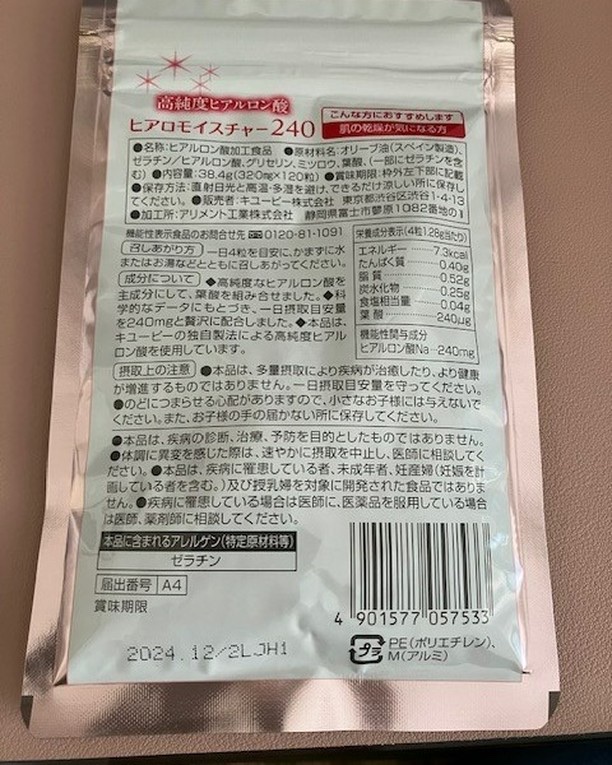 高純度ヒアルロン酸
ヒアロモイスチャー240
こんな方におすすめします
肌の乾燥が気になる方
●名称:ヒアルロン酸加工食品 ●原材料名:オリーブ油(スペイン製造)、
ゼラチン/ヒアルロン酸、グリセリン、ミツロウ、葉酸、(一部にゼラチンを含
む) ●内容量:38.4g(320mg×120粒) ●賞味期限:枠外左下部に記載
●保存方法:直射日光と高温・多湿を避け、できるだけ涼しい所に保存し
てください。●販売者:キユーピー株式会社 東京都渋谷区渋谷1-4-13
●加工所:アリメント工業株式会社 静岡県富士市蓼原1082番地の1
機能性表示食品のお問合せ先 0120-81-1091
召しあがり方 一日4粒を目安に、かまずに水
またはお湯などとともに召しあがってください。
成分について ◆高純度なヒアルロン酸を
主成分にして、葉酸を組み合せました。◆科
学的なデータにもとづき、一日摂取目安量
を240mgと贅沢に配合しました。◆本品は、
キユーピーの独自製法による高純度ヒアル
ロン酸を使用しています。
栄養成分表示(4粒1.28g当たり)
エネルギー 7.3kcal
たんぱく質 0.40g
脂質 0.52g
炭水化物 0.25g
食塩相当量 0.04g
葉酸 240μg
機能性関与成分
ヒアルロン酸Na 240mg
摂取上の注意 ●本品は、多量摂取により疾病が治癒したり、より健康
が増進するものではありません。一日摂取目安量を守ってください。
●のどにつまらせる心配がありますので、小さなお子様には与えないで
ください。また、お子様の手の届かない所に保存してください。
●本品は、疾病の診断、治療、予防を目的としたものではありません。
●体調に異変を感じた際は、速やかに摂取を中止し、医師に相談してく
ださい。●本品は、疾病に罹患している者、未成年者、妊産婦(妊娠を計
画している者を含む。)及び授乳婦を対象に開発された食品ではありま
せん。●疾病に罹患している場合は医師に、医薬品を服用している場合
は医師、薬剤師に相談してください。
本品に含まれるアレルゲン(特定原材料等)
ゼラチン
届出番号 A4
賞味期限
2024.12/2LJH1
4 901577 057533
プラ
PE(ポリエチレン)、
M(アルミ)